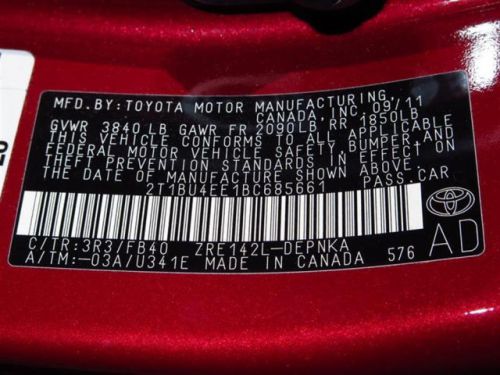 MFD.BY:TOYOTA MOTOR MANUFACTURING
CANADA,INC. 09/11
GVWR 3840LB GAWR FR 2090LB, RR 1850LB
THIS VEHICLE CONFORMS TO ALL APPLICABLE
FEDERAL MOTOR VEHICLE SAFETY, BUMPER, AND
THEFT PREVENTION STANDARDS IN EFFECT ON
THE DATE OF MANUFACTURE SHOWN ABOVE.
2T1BU4EE1BC685661 PASS.CAR
C/TR:3R3/FB40 ZRE142L-DEPNKA
A/TM:-03A/U341E MADE IN CANADA 576
AD
TOYOTA